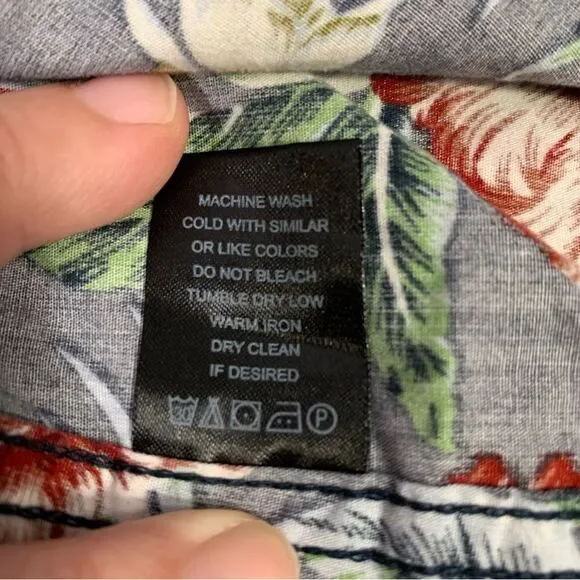 MACHINE WASH
COLD WITH SIMILAR
OR LIKE COLORS
DO NOT BLEACH
TUMBLE DRY LOW
WARM IRON
DRY CLEAN
IF DESIRED
30 P